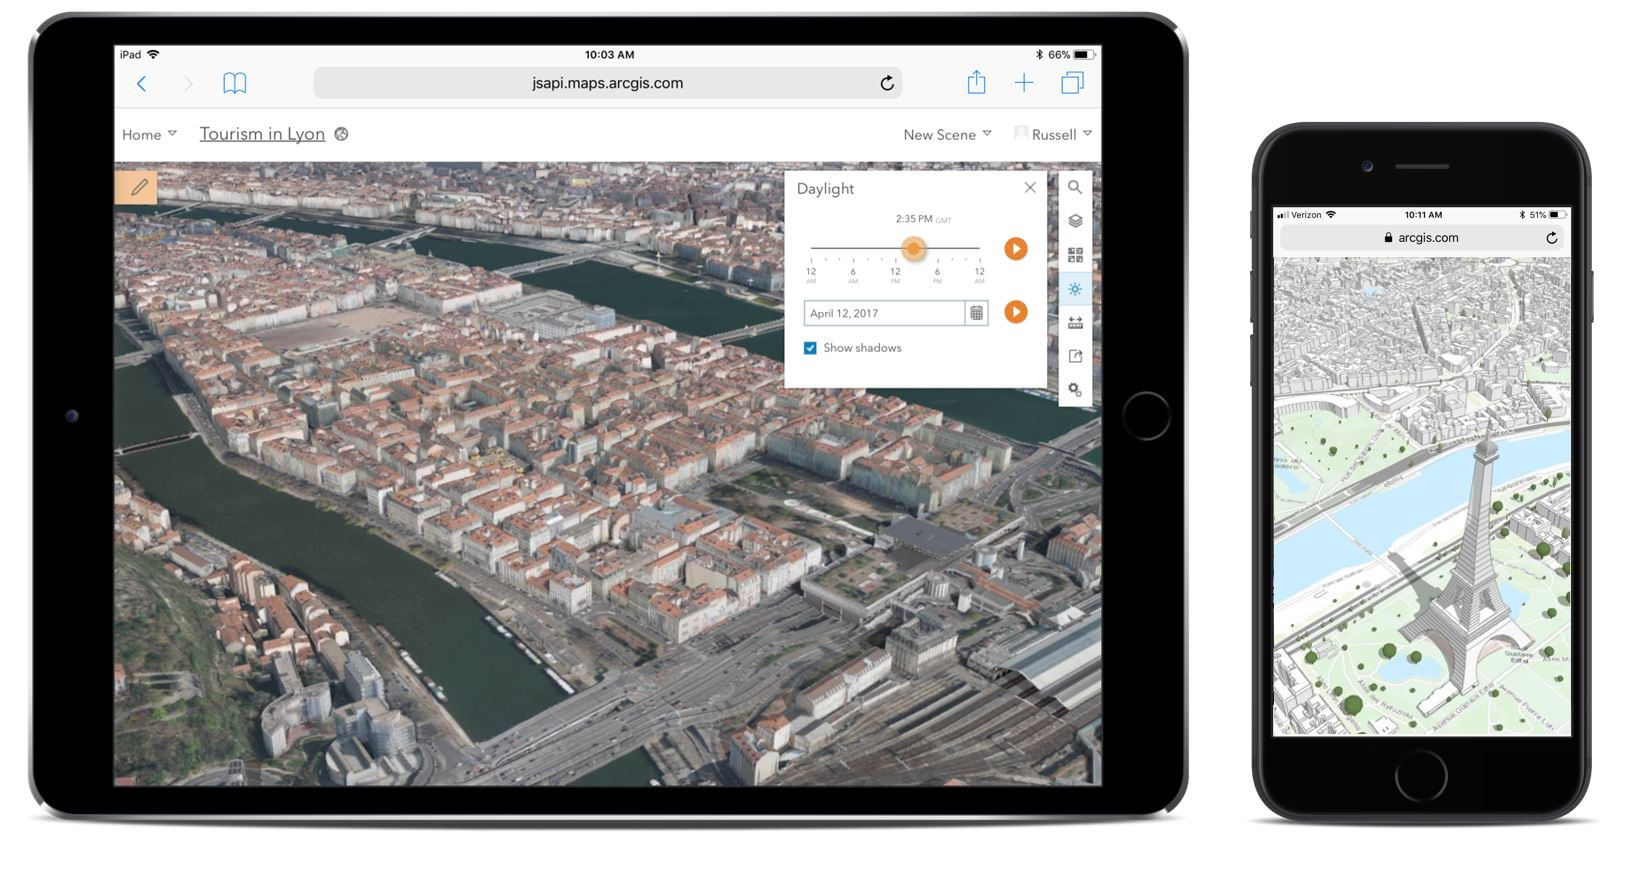 iPad
10:03 AM
66%
jsapi.maps.arcgis.com
Home
Tourism in Lyon
New Scene
Russell
Daylight
2:35 PM GMT
12 6 12 6 12
AM AM PM PM AM
April 12, 2017
Show shadows
Verizon
10:11 AM
51%
arcgis.com
Gustave
Eiffel